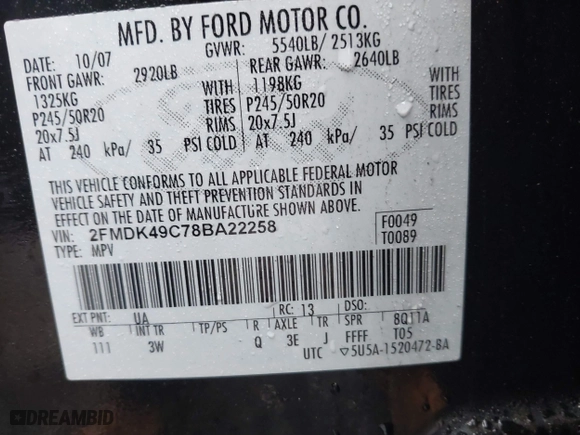 MFD. BY FORD MOTOR CO.
DATE: 10/07 GVWR: 5540LB/ 2513KG
FRONT GAWR: 2920LB REAR GAWR: 2640LB
1325KG WITH 1198KG WITH
P245/50R20 TIRES P245/50R20 TIRES
20x7.5J RIMS 20x7.5J RIMS
AT 240 kPa/ 35 PSI COLD AT 240 kPa/ 35 PSI COLD
THIS VEHICLE CONFORMS TO ALL APPLICABLE FEDERAL MOTOR
VEHICLE SAFETY AND THEFT PREVENTION STANDARDS IN
EFFECT ON THE DATE OF MANUFACTURE SHOWN ABOVE.
VIN: 2FMDK49C78BA22258 F0049
TYPE: MPV T0089
EXT PNT: UA RC: 13 DSO:
WB INT TR TP/PS R AXLE TR SPR 8Q11A
111 3W Q 3E J FFFF T05
UTC ▽5U5A-1520472-BA
DREAMBID